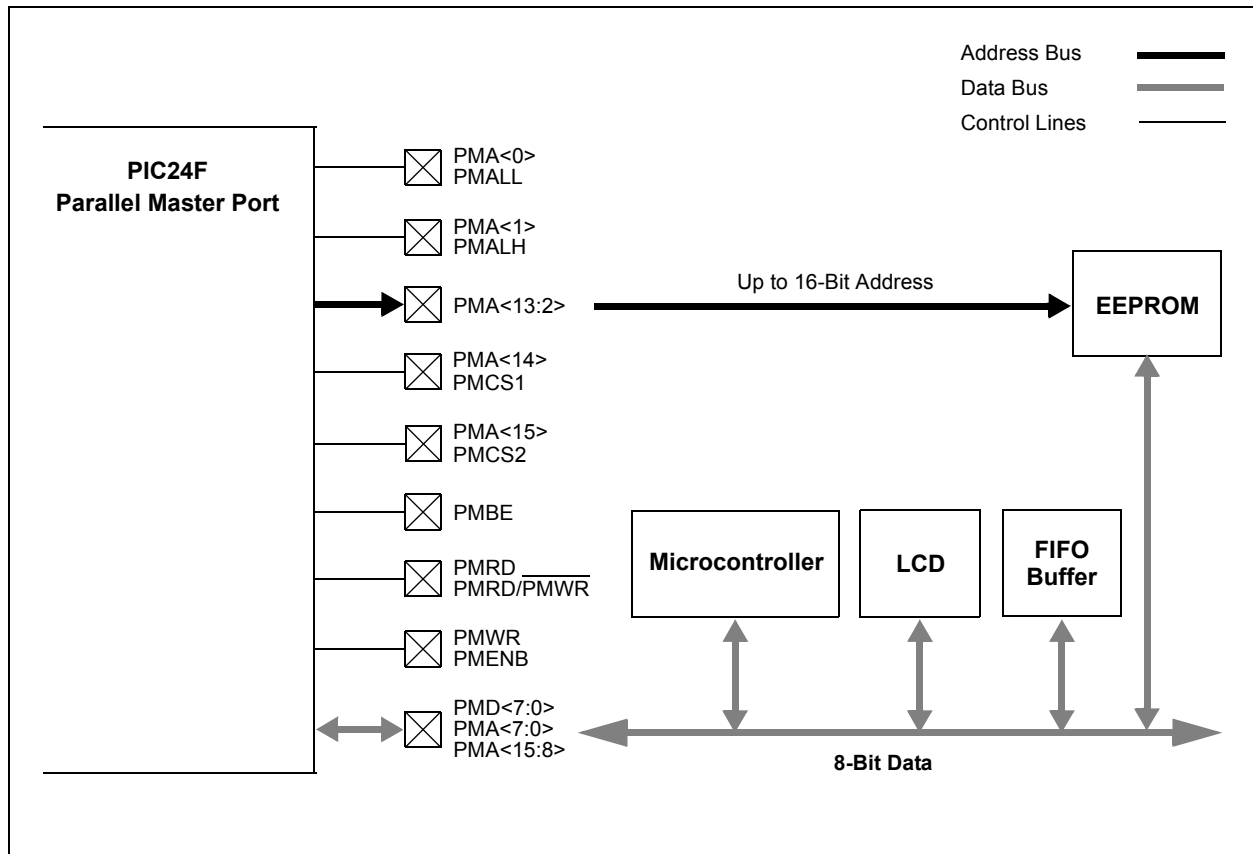 Address Bus
Data Bus
Control Lines
PIC24F
Parallel Master Port
PMA<0>
PMALL
PMA<1>
PMALH
PMA<13:2>
Up to 16-Bit Address
EEPROM
PMA<14>
PMCS1
PMA<15>
PMCS2
PMBE
PMRD
PMRD/P̅M̅W̅R̅
PMWR
PMENB
Microcontroller
LCD
FIFO
Buffer
PMD<7:0>
PMA<7:0>
PMA<15:8>
8-Bit Data